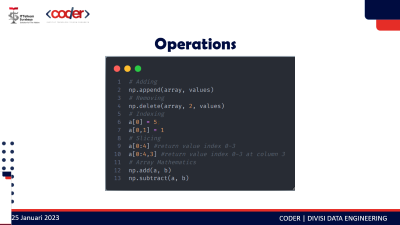 ITTelkom
Surabaya
<coder>
Operations
1 # Adding
2 np.append(array, values)
3 # Removing
4 np.delete(array, 2, values)
5 # Indexing
6 a[0] = 5
7 a[0,1] = 1
8 # Slicing
9 a[0:4] #return value index 0-3
10 a[0:4,3] #return value index 0-3 at column 3
11 # Array Mathematics
12 np.add(a, b)
13 np.subtract(a, b)
25 Januari 2023
CODER | DIVISI DATA ENGINEERING